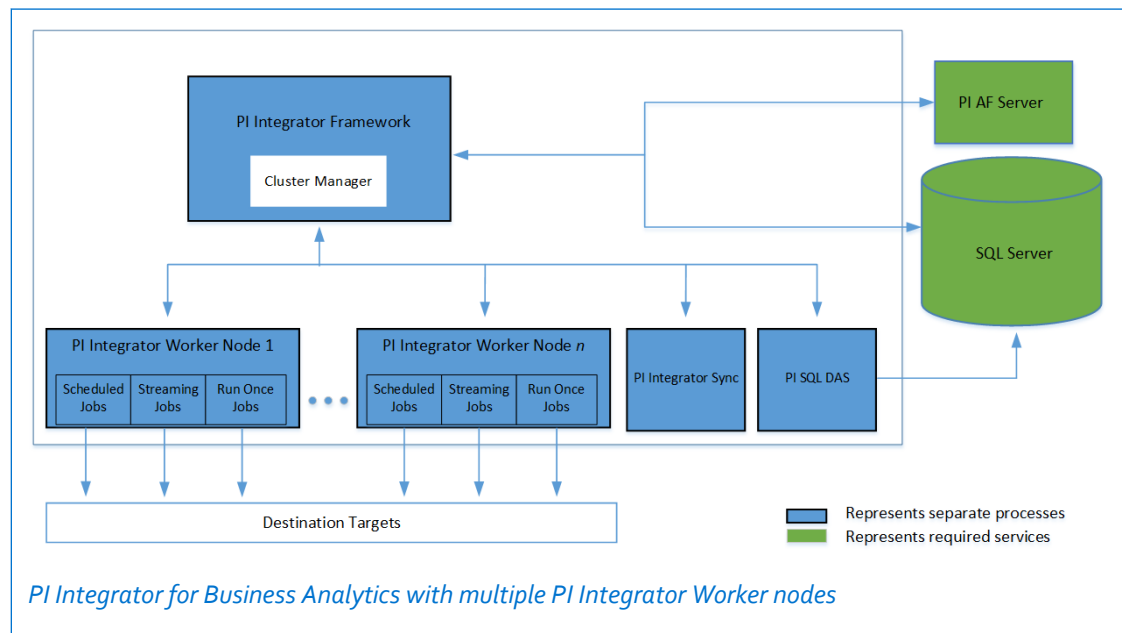 PI Integrator Framework
Cluster Manager
PI AF Server
SQL Server
PI Integrator Worker Node 1
Scheduled
Jobs
Streaming
Jobs
Run Once
Jobs
PI Integrator Worker Node n
Scheduled
Jobs
Streaming
Jobs
Run Once
Jobs
PI Integrator Sync
PI SQL DAS
Destination Targets
Represents separate processes
Represents required services
PI Integrator for Business Analytics with multiple PI Integrator Worker nodes